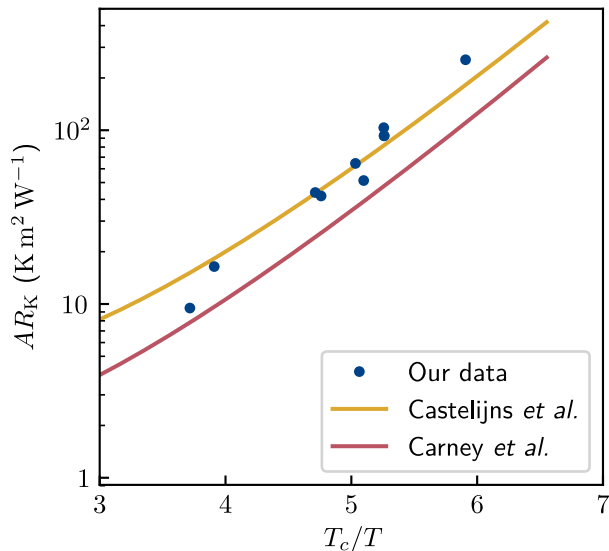 AR_K (K m² W⁻¹)
10²
10
1
3 4 5 6 7
T_c/T
Our data
Castelijns et al.
Carney et al.